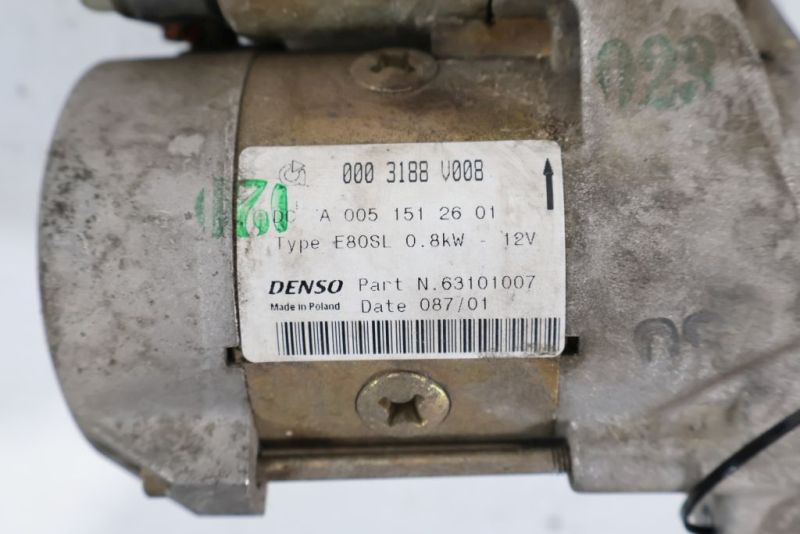 023
000 3188 V008
DC A 005 151 26 01
Type E80SL 0.8kW - 12V
DENSO Part N.63101007
Made in Poland Date 087/01